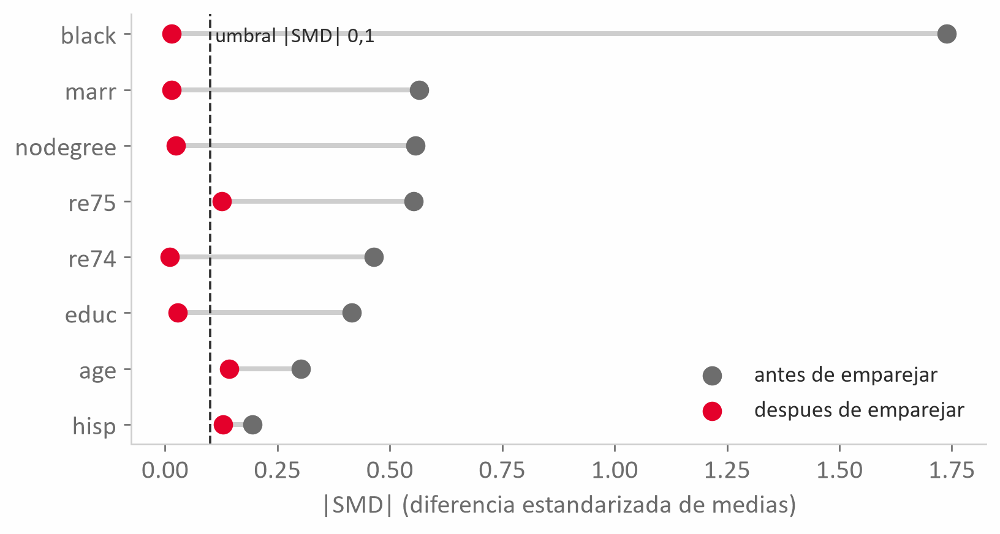 black
umbral |SMD| 0,1
marr
nodegree
re75
re74
educ
age
hisp
antes de emparejar
despues de emparejar
0.00 0.25 0.50 0.75 1.00 1.25 1.50 1.75
|SMD| (diferencia estandarizada de medias)